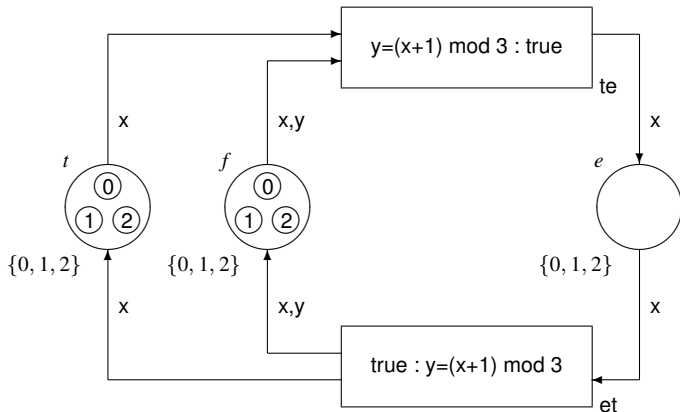 y=(x+1) mod 3 : true
te
x
x,y
x
t
f
e
0
1
2
0
1
2
{0, 1, 2}
{0, 1, 2}
{0, 1, 2}
x
x,y
x
true : y=(x+1) mod 3
et